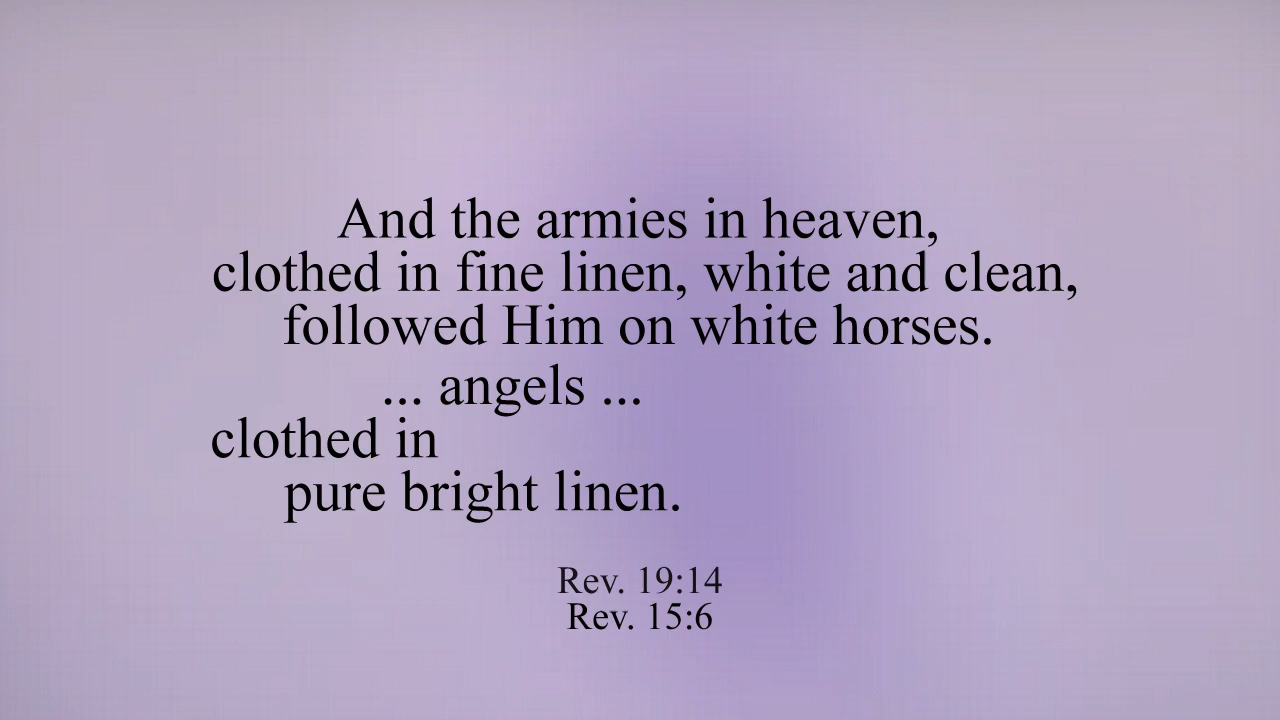 And the armies in heaven,
clothed in fine linen, white and clean,
followed Him on white horses.
... angels ...
clothed in
pure bright linen.
Rev. 19:14
Rev. 15:6